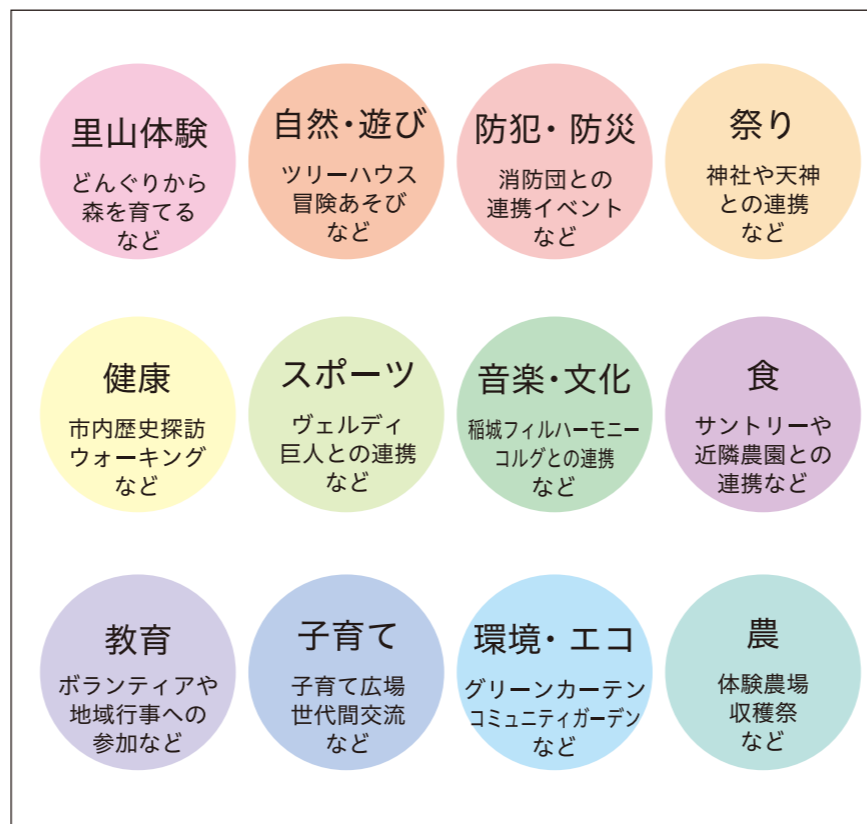 里山体験
どんぐりから
森を育てる
など
自然・遊び
ツリーハウス
冒険あそび
など
防犯・防災
消防団との
連携イベント
など
祭り
神社や天神
との連携
など
健康
市内歴史探訪
ウォーキング
など
スポーツ
ヴェルディ
巨人との連携
など
音楽・文化
稲城フィルハーモニー
コルグとの連携
など
食
サントリーや
近隣農園との
連携など
教育
ボランティアや
地域行事への
参加など
子育て
子育て広場
世代間交流
など
環境・エコ
グリーンカーテン
コミュニティガーデン
など
農
体験農場
収穫祭
など